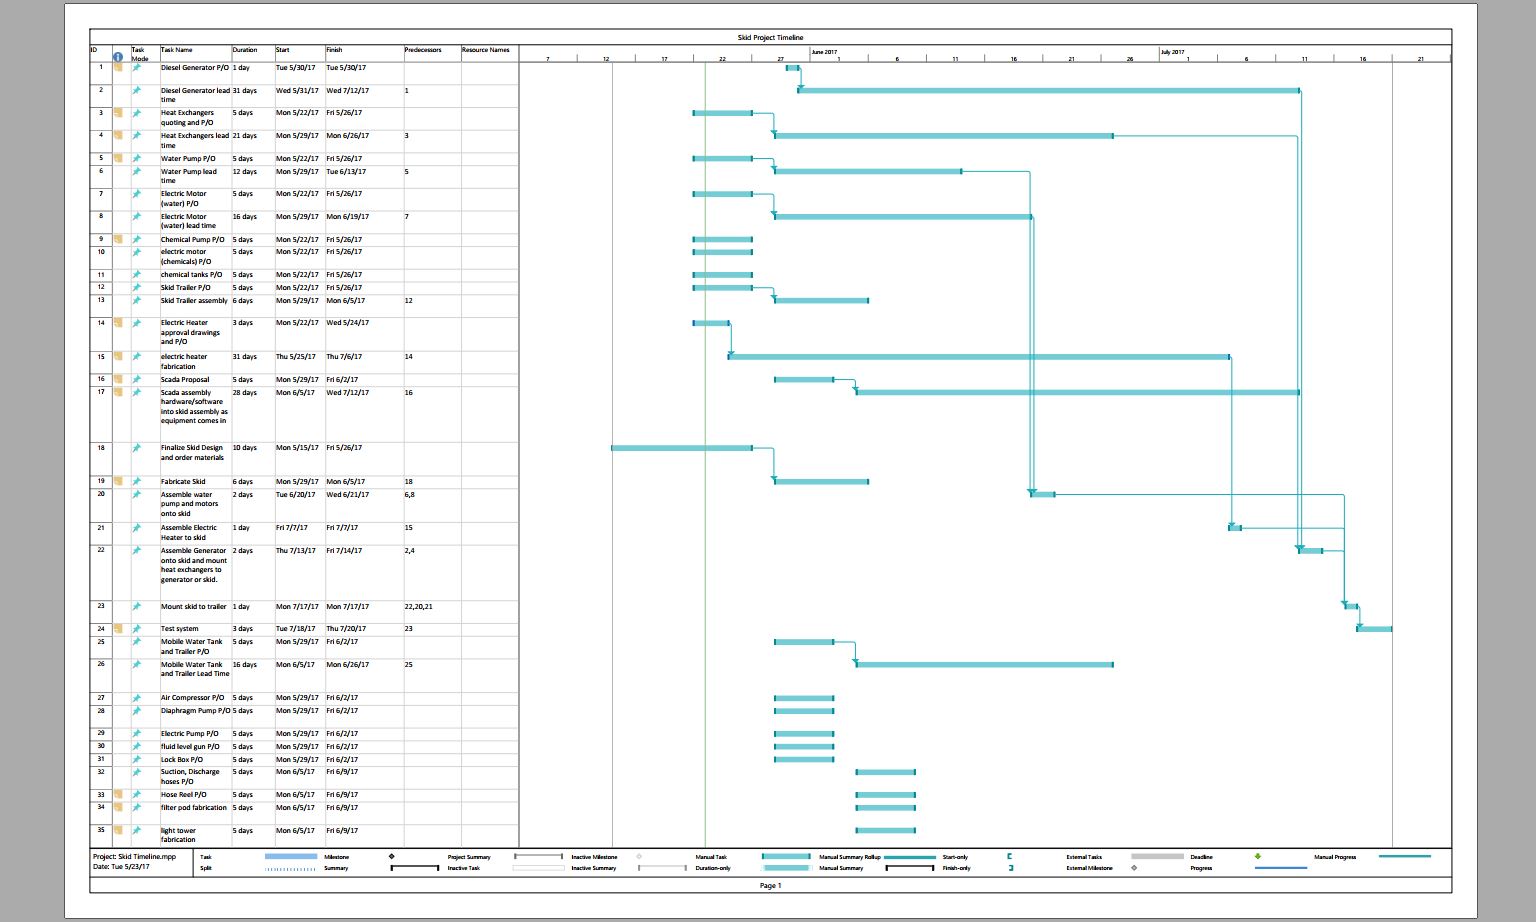 Skid Project Timeline
ID Task Mode Task Name Duration Start Finish Predecessors Resource Names
June 2017 July 2017
7 12 17 22 27 1 6 11 16 21 26 1 6 11 16 21
1 Diesel Generator P/O 1 day Tue 5/30/17 Tue 5/30/17
2 Diesel Generator lead 31 days Wed 5/31/17 Wed 7/12/17 1
time
3 Heat Exchangers 5 days Mon 5/22/17 Fri 5/26/17
quoting and P/O
4 Heat Exchangers lead 21 days Mon 5/29/17 Mon 6/26/17 3
time
5 Water Pump P/O 5 days Mon 5/22/17 Fri 5/26/17
6 Water Pump lead 12 days Mon 5/29/17 Tue 6/13/17 5
time
7 Electric Motor 5 days Mon 5/22/17 Fri 5/26/17
(water) P/O
8 Electric Motor 16 days Mon 5/29/17 Mon 6/19/17 7
(water) lead time
9 Chemical Pump P/O 5 days Mon 5/22/17 Fri 5/26/17
10 electric motor 5 days Mon 5/22/17 Fri 5/26/17
(chemicals) P/O
11 chemical tanks P/O 5 days Mon 5/22/17 Fri 5/26/17
12 Skid Trailer P/O 5 days Mon 5/22/17 Fri 5/26/17
13 Skid Trailer assembly 6 days Mon 5/29/17 Mon 6/5/17 12
14 Electric Heater 3 days Mon 5/22/17 Wed 5/24/17
approval drawings
and P/O
15 electric heater 31 days Thu 5/25/17 Thu 7/6/17 14
fabrication
16 Scada Proposal 5 days Mon 5/29/17 Fri 6/2/17
17 Scada assembly 28 days Mon 6/5/17 Wed 7/12/17 16
hardware/software
into skid assembly as
equipment comes in
18 Finalize Skid Design 10 days Mon 5/15/17 Fri 5/26/17
and order materials
19 Fabricate Skid 6 days Mon 5/29/17 Mon 6/5/17 18
20 Assemble water 2 days Tue 6/20/17 Wed 6/21/17 6,8
pump and motors
onto skid
21 Assemble Electric 1 day Fri 7/7/17 Fri 7/7/17 15
Heater to skid
22 Assemble Generator 2 days Thu 7/13/17 Fri 7/14/17 2,4
onto skid and mount
heat exchangers to
generator or skid.
23 Mount skid to trailer 1 day Mon 7/17/17 Mon 7/17/17 22,20,21
24 Test system 3 days Tue 7/18/17 Thu 7/20/17 23
25 Mobile Water Tank 5 days Mon 5/29/17 Fri 6/2/17
and Trailer P/O
26 Mobile Water Tank 16 days Mon 6/5/17 Mon 6/26/17 25
and Trailer Lead Time
27 Air Compressor P/O 5 days Mon 5/29/17 Fri 6/2/17
28 Diaphragm Pump P/O 5 days Mon 5/29/17 Fri 6/2/17
29 Electric Pump P/O 5 days Mon 5/29/17 Fri 6/2/17
30 fluid level gun P/O 5 days Mon 5/29/17 Fri 6/2/17
31 Lock Box P/O 5 days Mon 5/29/17 Fri 6/2/17
32 Suction, Discharge 5 days Mon 6/5/17 Fri 6/9/17
hoses P/O
33 Hose Reel P/O 5 days Mon 6/5/17 Fri 6/9/17
34 filter pod fabrication 5 days Mon 6/5/17 Fri 6/9/17
35 light tower 5 days Mon 6/5/17 Fri 6/9/17
fabrication
Project: Skid Timeline.mpp Task Milestone Project Summary Inactive Milestone Manual Task Manual Summary Rollup Start-only External Tasks Deadline Manual Progress
Date: Tue 5/23/17 Split Summary Inactive Task Inactive Summary Duration-only Manual Summary Finish-only External Milestone Progress
Page 1